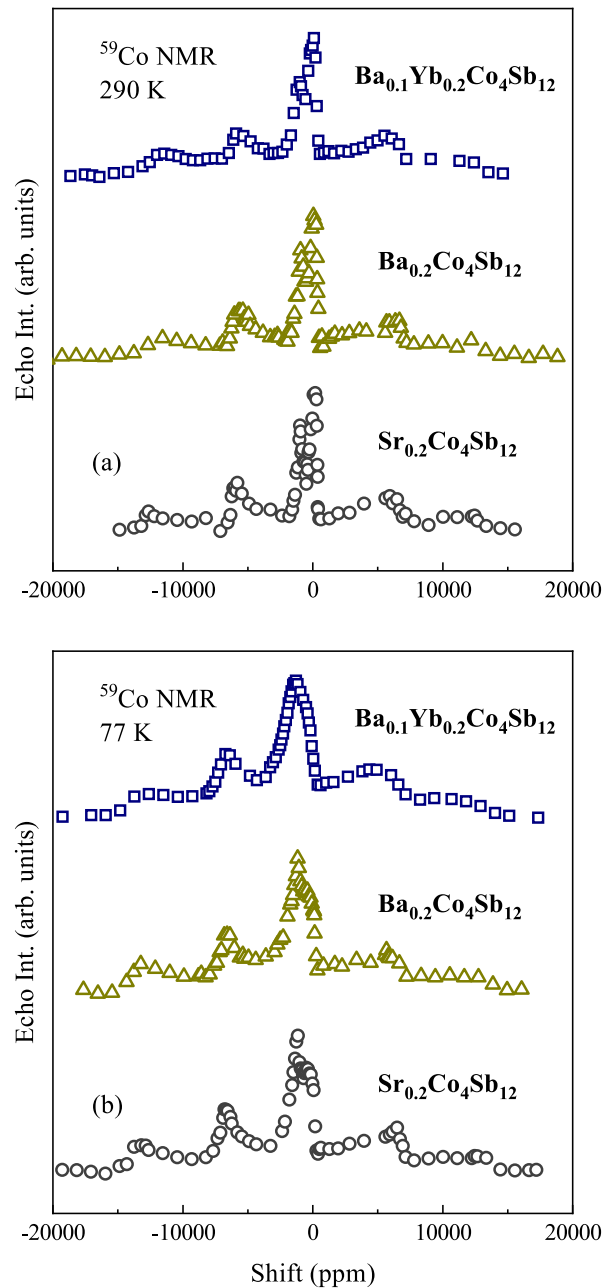 ⁵⁹Co NMR
290 K
Ba₀.₁Yb₀.₂Co₄Sb₁₂
Ba₀.₂Co₄Sb₁₂
Sr₀.₂Co₄Sb₁₂
(a)
Echo Int. (arb. units)
-20000 -10000 0 10000 20000
⁵⁹Co NMR
77 K
Ba₀.₁Yb₀.₂Co₄Sb₁₂
Ba₀.₂Co₄Sb₁₂
Sr₀.₂Co₄Sb₁₂
(b)
Echo Int. (arb. units)
-20000 -10000 0 10000 20000
Shift (ppm)